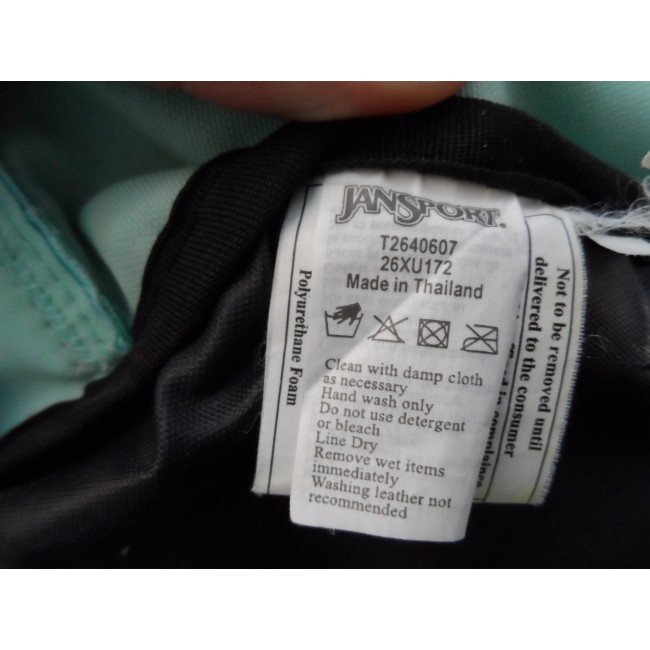 JANSPORT
T2640607
26XU172
Made in Thailand
Clean with damp cloth
as necessary
Hand wash only
Do not use detergent
or bleach
Line Dry
Remove wet items
immediately
Washing leather not
recommended
Polyurethane Foam
Not to be removed until
delivered to the consumer
in complaince